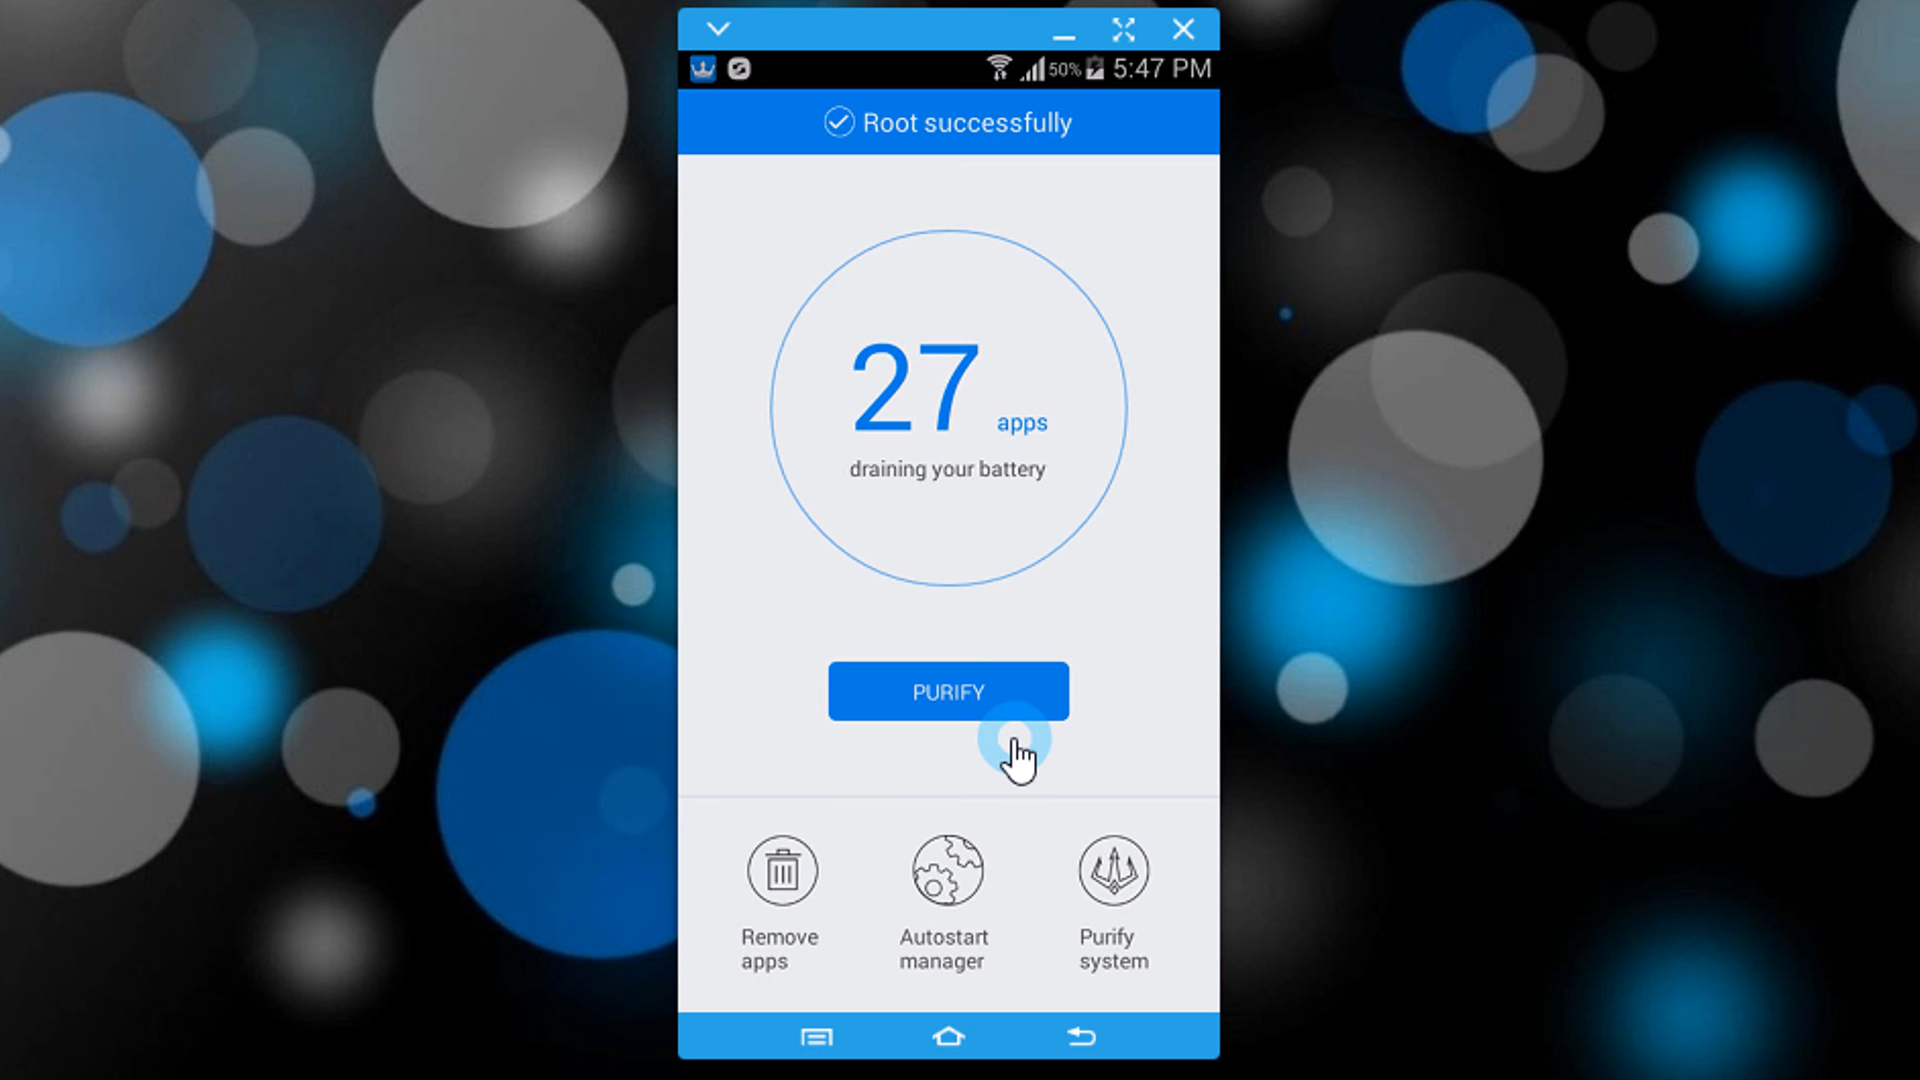 50% 5:47 PM
Root successfully
27 apps
draining your battery
PURIFY
Remove
apps
Autostart
manager
Purify
system